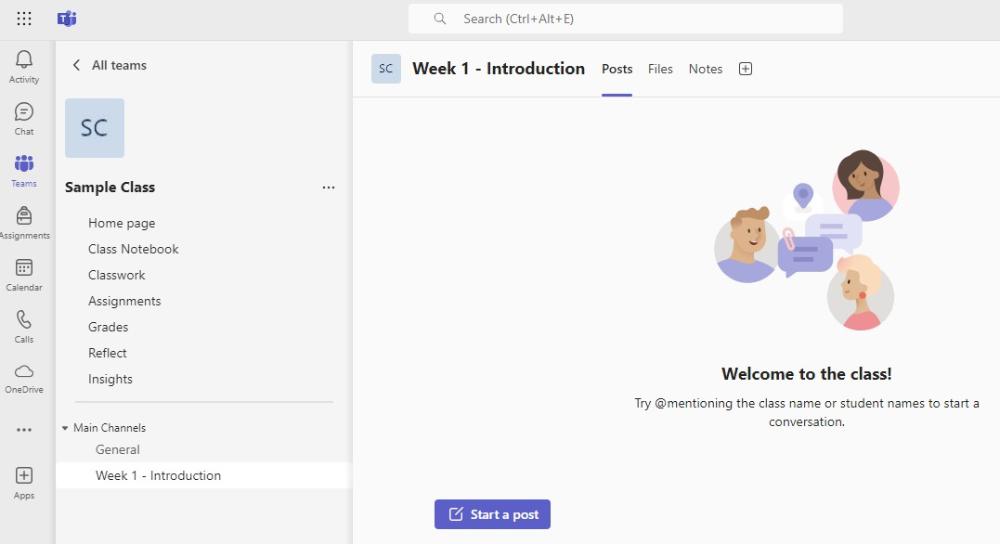 Search (Ctrl+Alt+E)
Activity
Chat
Teams
Assignments
Calendar
Calls
OneDrive
Apps
All teams
SC
Sample Class
Home page
Class Notebook
Classwork
Assignments
Grades
Reflect
Insights
Main Channels
General
Week 1 - Introduction
SC Week 1 - Introduction Posts Files Notes
Welcome to the class!
Try @mentioning the class name or student names to start a
conversation.
Start a post